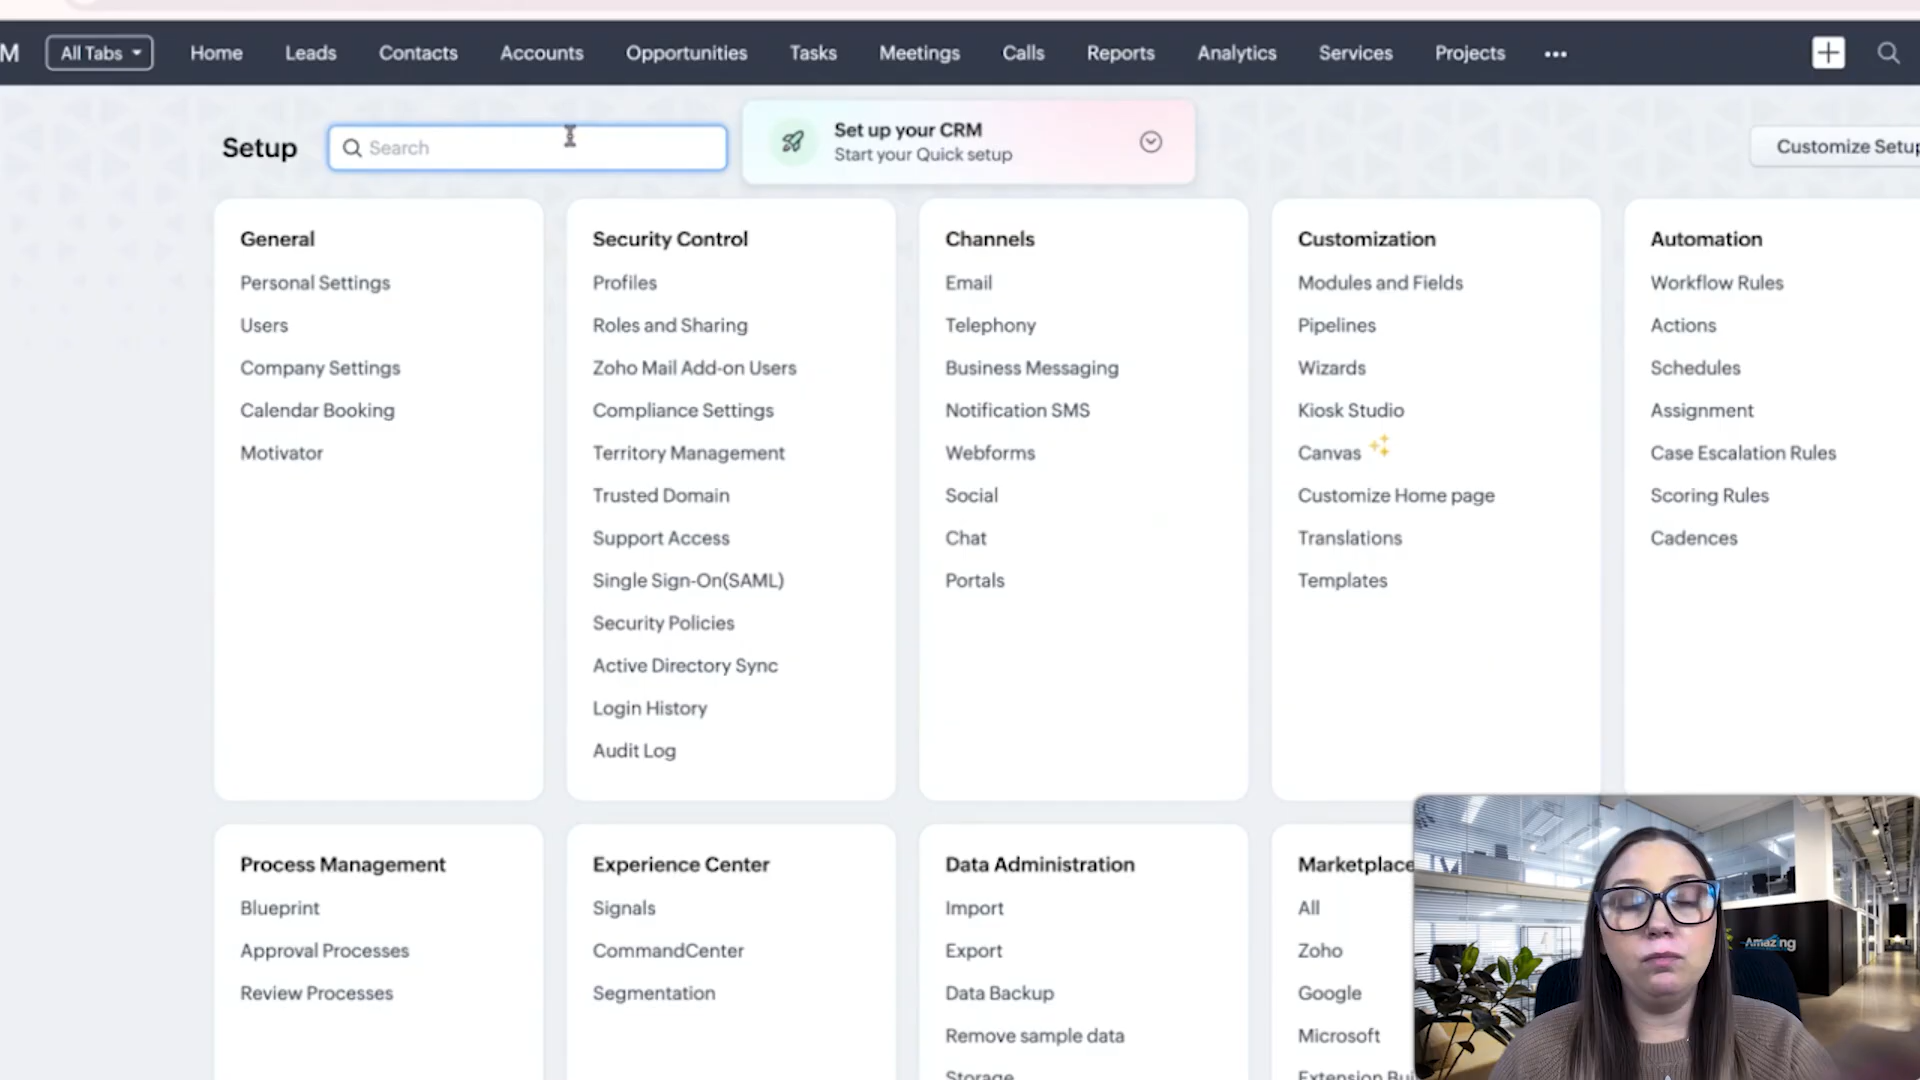 M
All Tabs
Home
Leads
Contacts
Accounts
Opportunities
Tasks
Meetings
Calls
Reports
Analytics
Services
Projects
Setup
Search
Set up your CRM
Start your Quick setup
Customize Setup
General
Personal Settings
Users
Company Settings
Calendar Booking
Motivator
Security Control
Profiles
Roles and Sharing
Zoho Mail Add-on Users
Compliance Settings
Territory Management
Trusted Domain
Support Access
Single Sign-On(SAML)
Security Policies
Active Directory Sync
Login History
Audit Log
Channels
Email
Telephony
Business Messaging
Notification SMS
Webforms
Social
Chat
Portals
Customization
Modules and Fields
Pipelines
Wizards
Kiosk Studio
Canvas
Customize Home page
Translations
Templates
Automation
Workflow Rules
Actions
Schedules
Assignment
Case Escalation Rules
Scoring Rules
Cadences
Process Management
Blueprint
Approval Processes
Review Processes
Experience Center
Signals
CommandCenter
Segmentation
Data Administration
Import
Export
Data Backup
Remove sample data
Storage
Marketplace
All
Zoho
Google
Microsoft
Extension Bui
Amazing